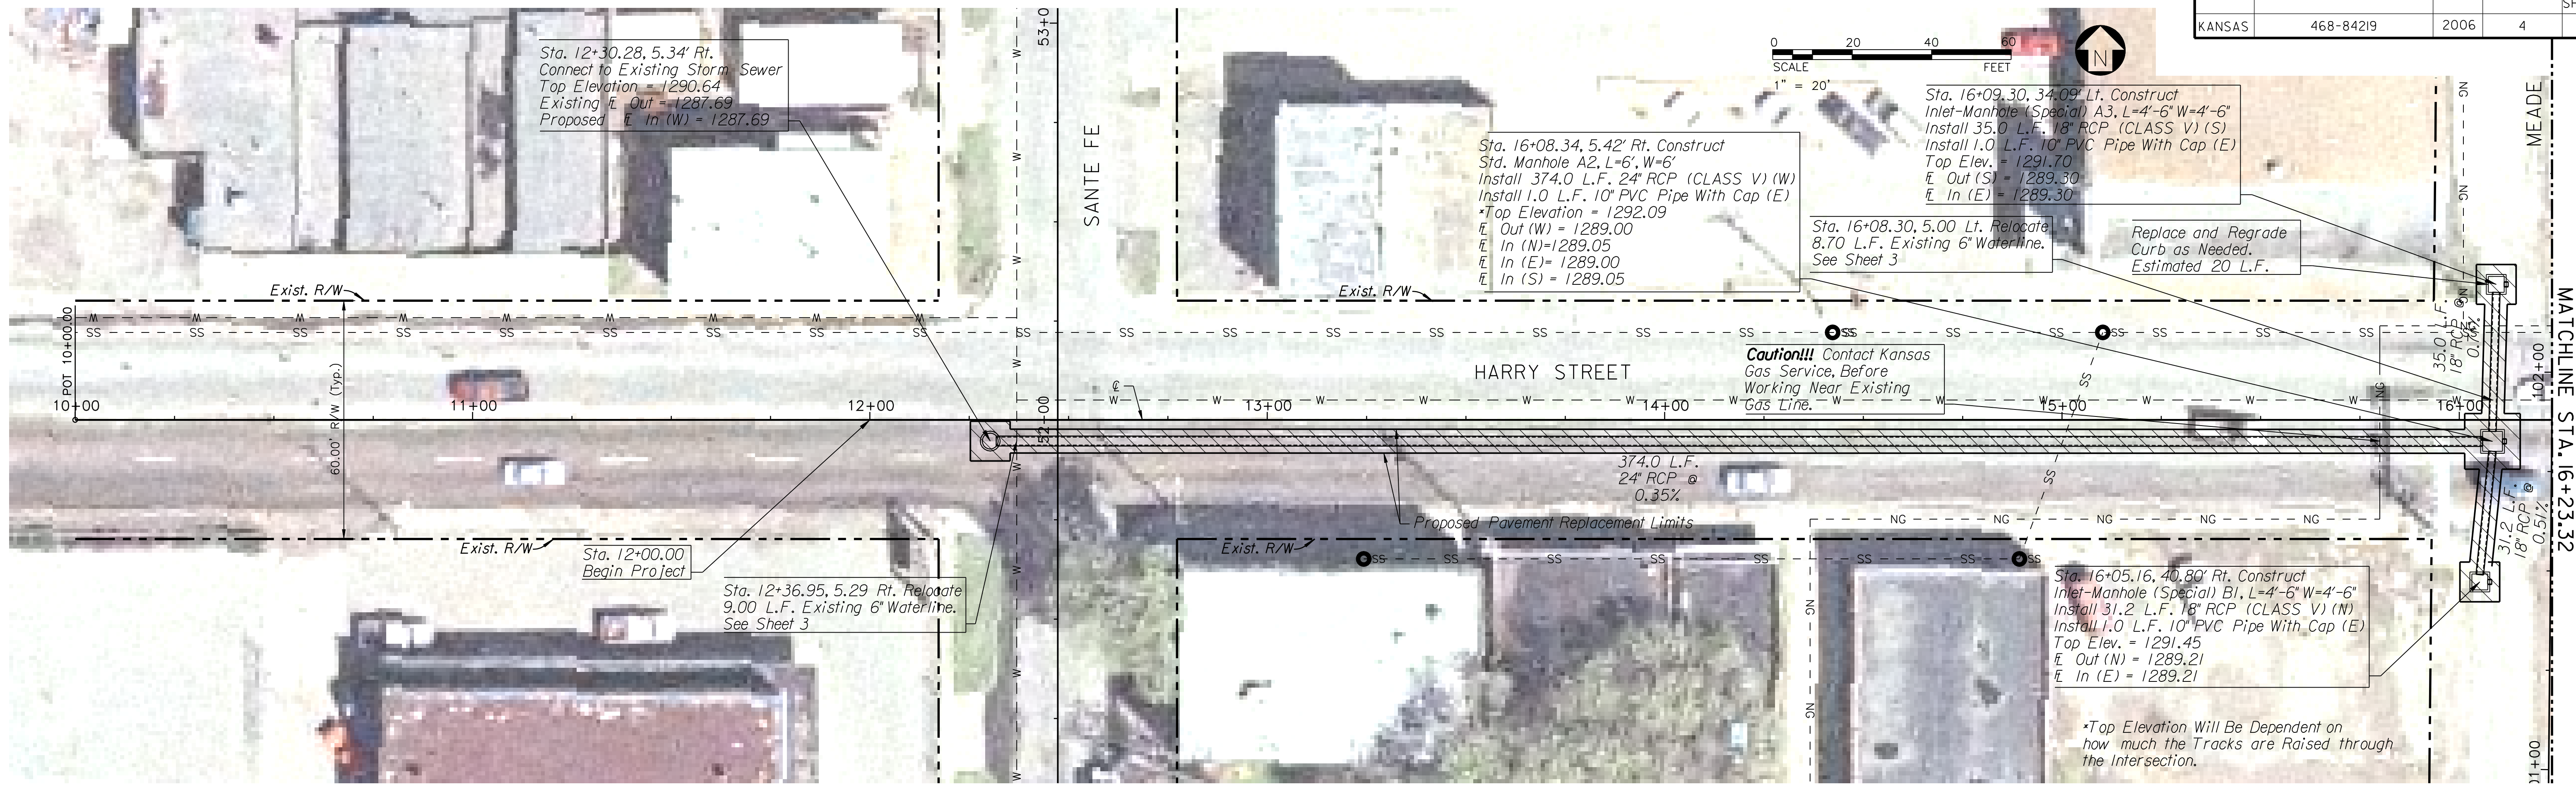 KANSAS 468-84219 2006 4
0 20 40 60
SCALE FEET
1" = 20'
N
Sta. 12+30.28, 5.34' Rt.
Connect to Existing Storm Sewer
Top Elevation = 1290.64
Existing ℄ Out = 1287.69
Proposed ℄ In (W) = 1287.69
53+0
SANTE FE
Sta. 16+08.34, 5.42' Rt. Construct
Std. Manhole A2, L=6', W=6'
Install 374.0 L.F. 24" RCP (CLASS V) (W)
Install 1.0 L.F. 10" PVC Pipe With Cap (E)
*Top Elevation = 1292.09
℄ Out (W) = 1289.00
℄ In (N)=1289.05
℄ In (E)= 1289.00
℄ In (S) = 1289.05
Sta. 16+09.30, 34.09' Lt. Construct
Inlet-Manhole (Special) A3, L=4'-6" W=4'-6"
Install 35.0 L.F. 18" RCP (CLASS V) (S)
Install 1.0 L.F. 10" PVC Pipe With Cap (E)
Top Elev. = 1291.70
℄ Out (S) = 1289.30
℄ In (E) = 1289.30
MEADE
Sta. 16+08.30, 5.00 Lt. Relocate
8.70 L.F. Existing 6" Waterline.
See Sheet 3
Replace and Regrade
Curb as Needed.
Estimated 20 L.F.
Exist. R/W
Exist. R/W
POT 10+00.00
60.00' R/W (Typ.)
HARRY STREET
Caution!!! Contact Kansas
Gas Service, Before
Working Near Existing
Gas Line.
35.0 L.F.
18" RCP @
0.70%
102+00
MATCHLINE STA. 16+23.32
10+00 11+00 12+00 13+00 14+00 15+00 16+00
℄
52+00
374.0 L.F.
24" RCP @
0.35%
Proposed Pavement Replacement Limits
31.2 L.F.
18" RCP @
0.51%
Exist. R/W
Exist. R/W
Sta. 12+00.00
Begin Project
Sta. 12+36.95, 5.29 Rt. Relocate
9.00 L.F. Existing 6" Waterline.
See Sheet 3
Sta. 16+05.16, 40.80' Rt. Construct
Inlet-Manhole (Special) B1, L=4'-6" W=4'-6"
Install 31.2 L.F. 18" RCP (CLASS V) (N)
Install 1.0 L.F. 10" PVC Pipe With Cap (E)
Top Elev. = 1291.45
℄ Out (N) = 1289.21
℄ In (E) = 1289.21
*Top Elevation Will Be Dependent on
how much the Tracks are Raised through
the Intersection.